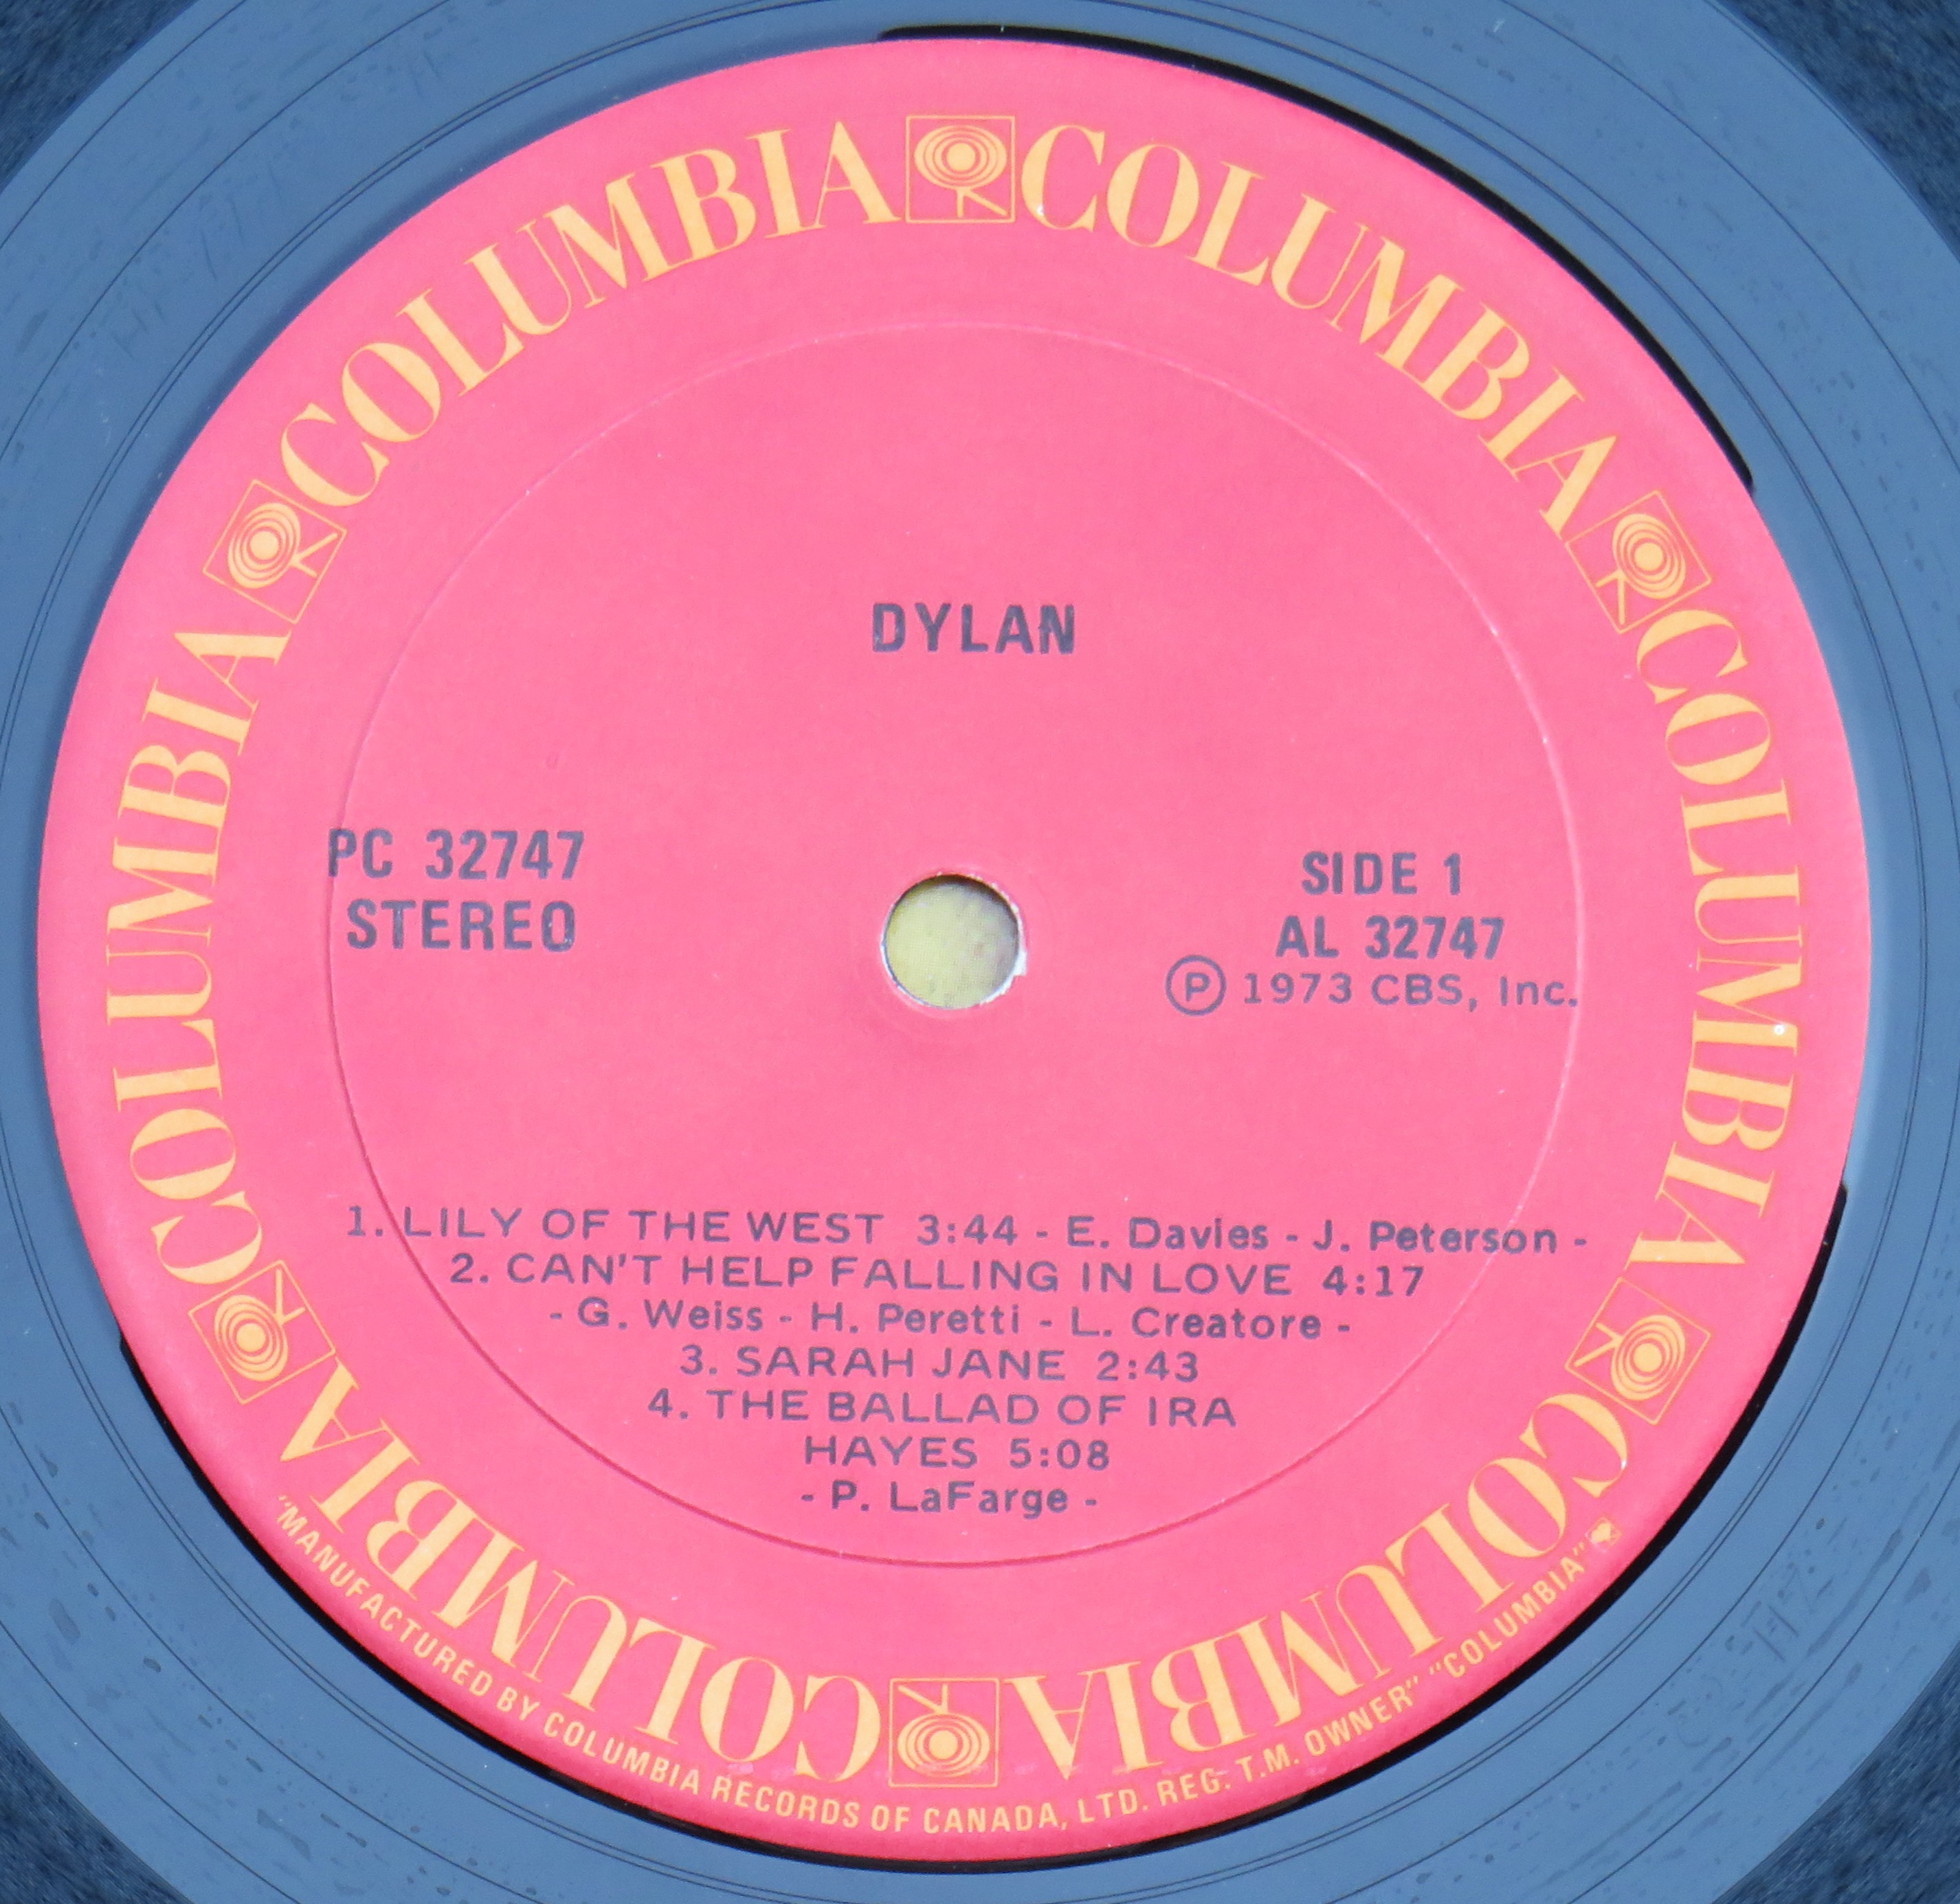 COLUMBIA COLUMBIA COLUMBIA COLUMBIA COLUMBIA COLUMBIA
DYLAN
PC 32747
STEREO
SIDE 1
AL 32747
Ⓟ 1973 CBS, Inc.
1. LILY OF THE WEST 3:44 - E. Davies - J. Peterson -
2. CAN'T HELP FALLING IN LOVE 4:17
- G. Weiss - H. Peretti - L. Creatore -
3. SARAH JANE 2:43
4. THE BALLAD OF IRA
HAYES 5:08
- P. LaFarge -
"MANUFACTURED BY COLUMBIA RECORDS OF CANADA, LTD. REG. T.M. OWNER" "COLUMBIA"